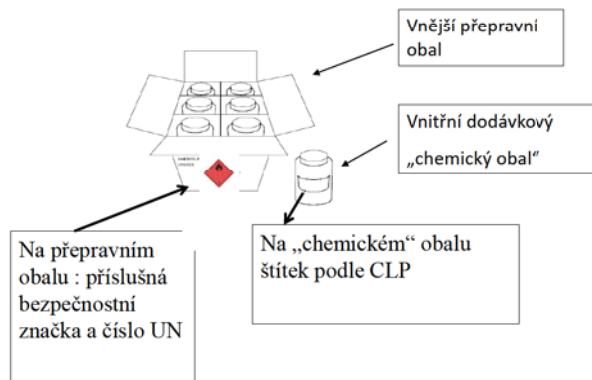 Vnější přepravní
obal
Vnitřní dodávkový
„chemický obal“
Na přepravním
obalu : příslušná
bezpečnostní
značka a číslo UN
Na „chemickém“ obalu
štítek podle CLP